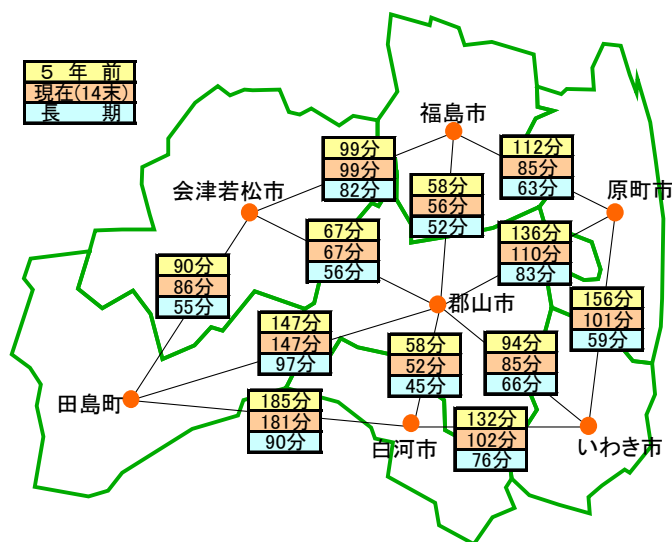 ５年前
現在(14末)
長期
福島市
99分
99分
82分
112分
85分
63分
58分
56分
52分
会津若松市
原町市
67分
67分
56分
136分
110分
83分
90分
86分
55分
郡山市
156分
101分
59分
147分
147分
97分
58分
52分
45分
94分
85分
66分
田島町
185分
181分
90分
白河市
132分
102分
76分
いわき市